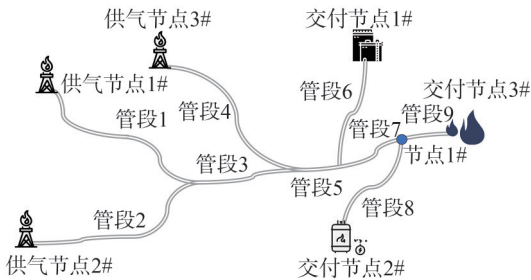 供气节点3#
交付节点1#
供气节点1#
管段6
管段9
交付节点3#
管段1
管段4
管段7
节点1#
管段3
管段5
管段2
管段8
供气节点2#
交付节点2#